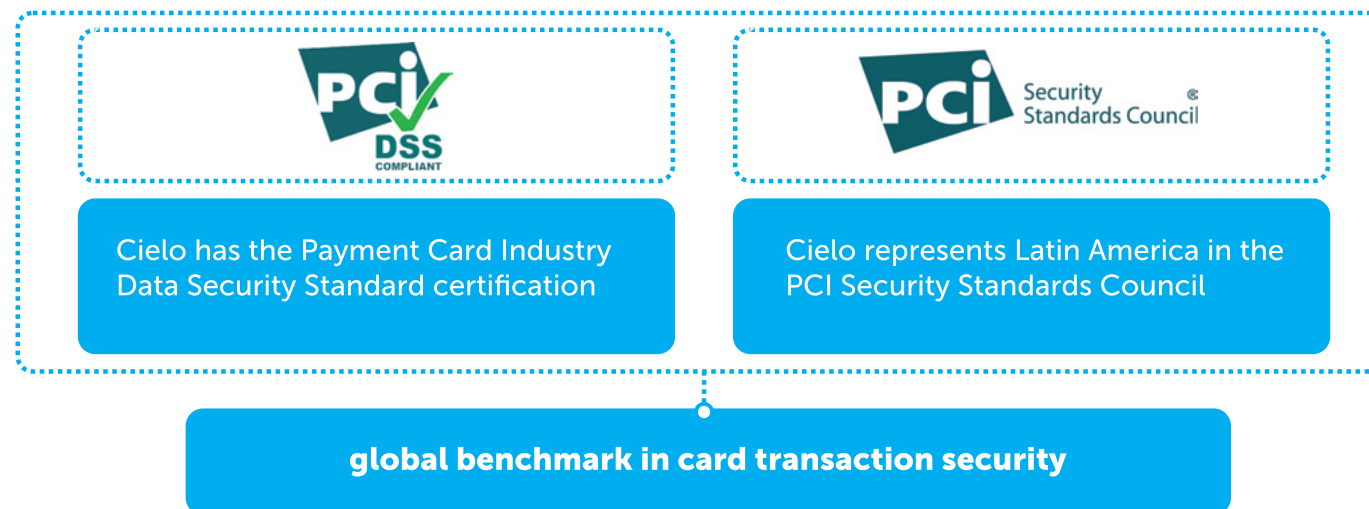 PCi
DSS
COMPLIANT
PCi
Security ®
Standards Council
Cielo has the Payment Card Industry
Data Security Standard certification
Cielo represents Latin America in the
PCI Security Standards Council
global benchmark in card transaction security